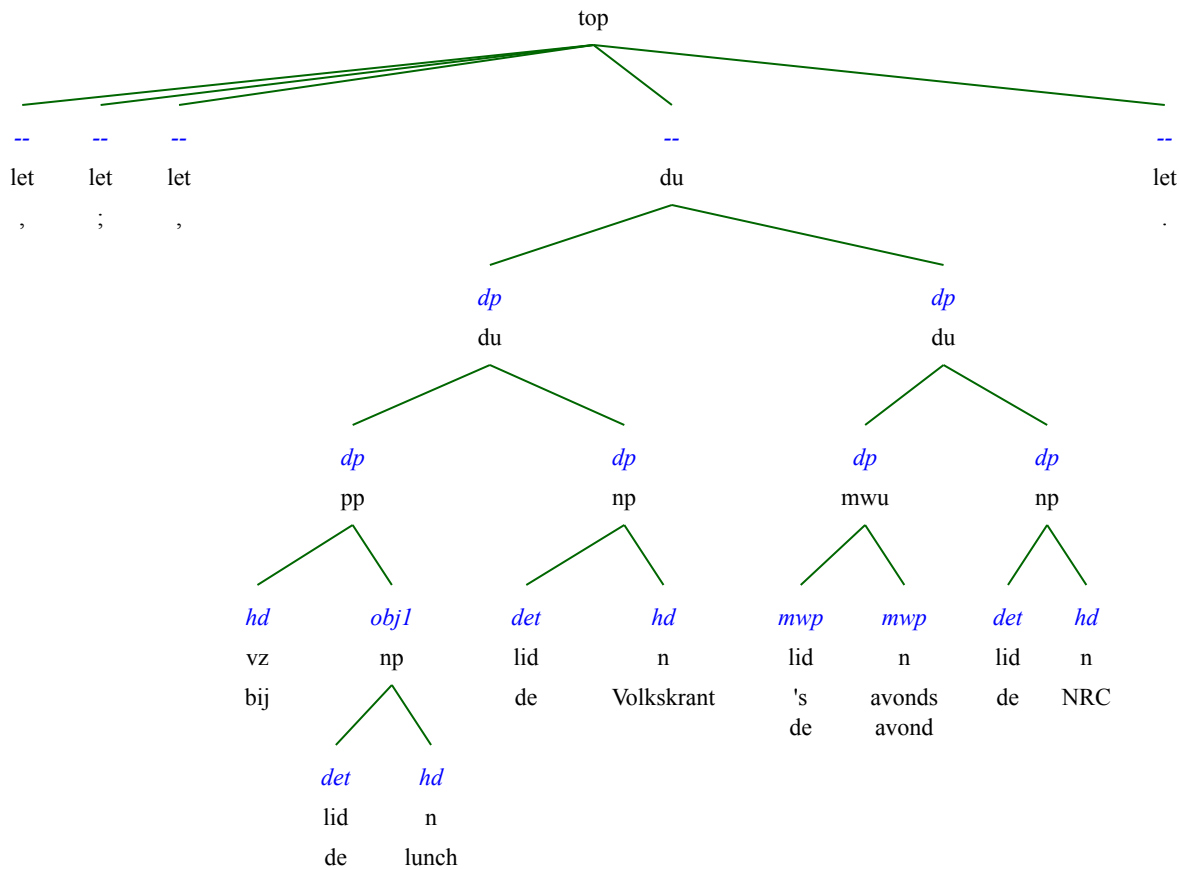 top
-- -- -- -- --
let let let du let
, ; , .
dp dp
du du
dp dp dp dp
pp np mwu np
hd obj1 det hd mwp mwp det hd
vz np lid n lid n lid n
bij de Volkskrant 's avonds de NRC
de avond
det hd
lid n
de lunch